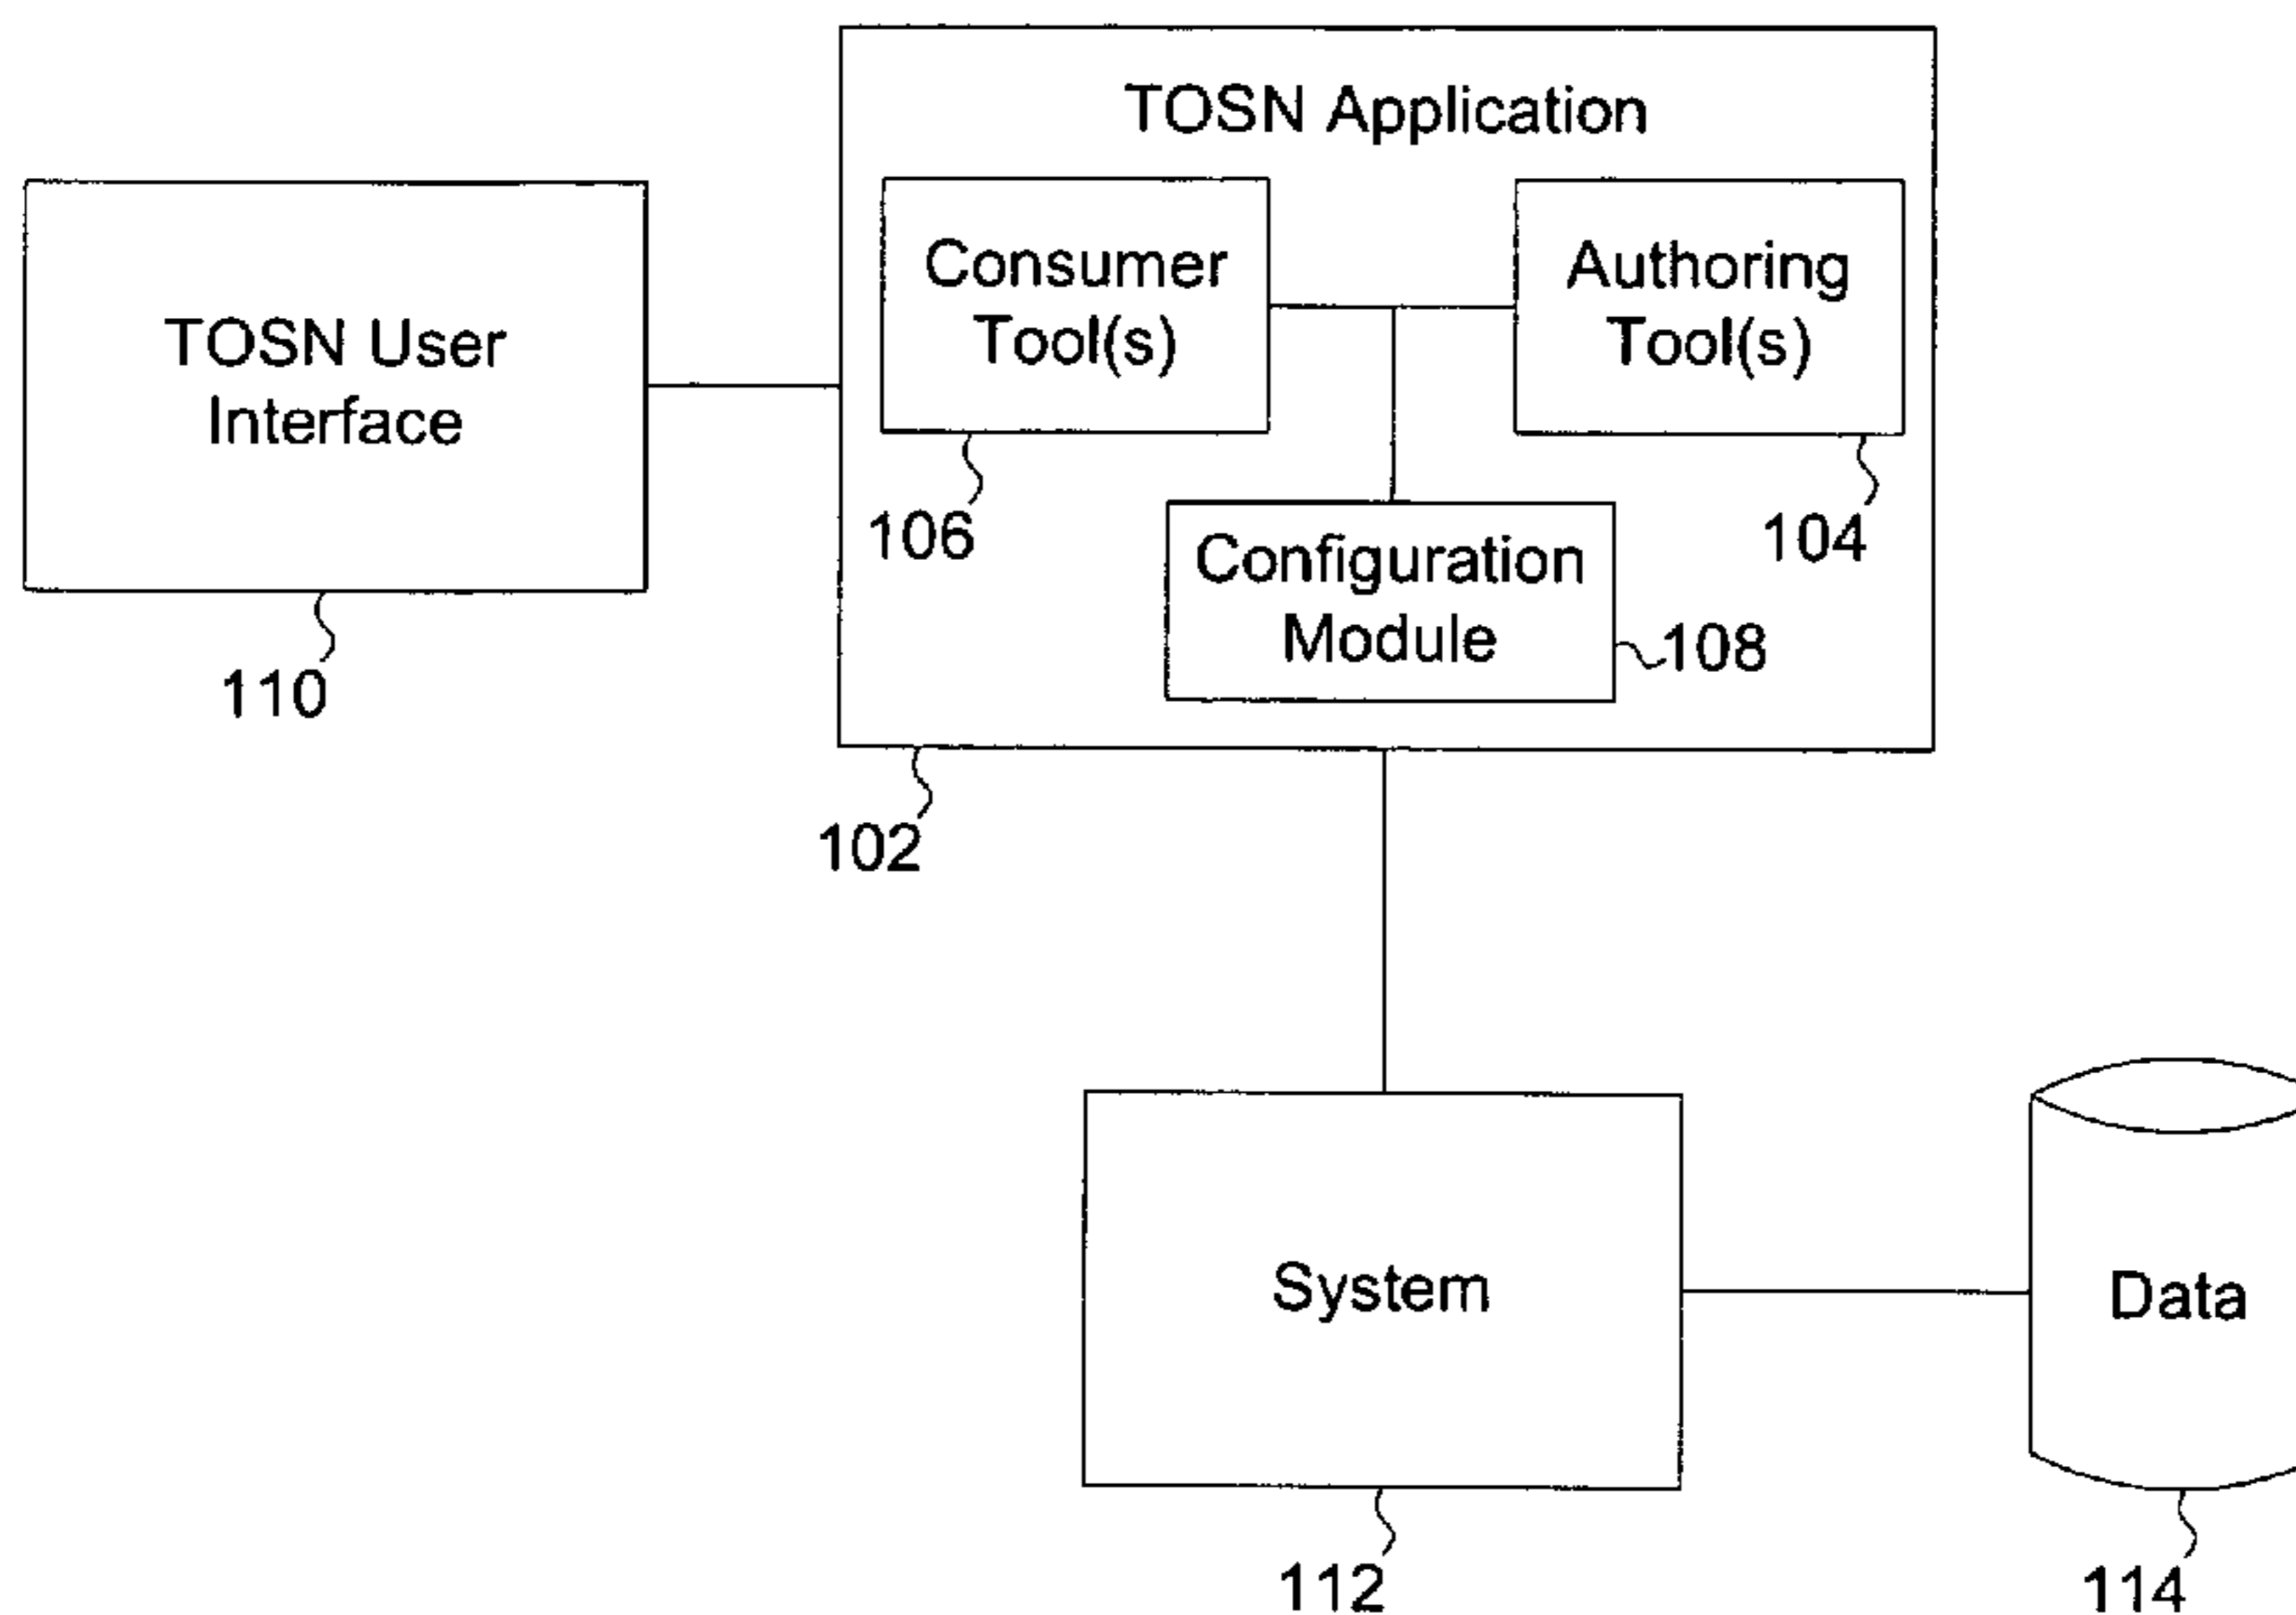 TOSN Application
TOSN User
Interface
Consumer
Tool(s)
Authoring
Tool(s)
106
104
Configuration
Module
108
110
102
System
Data
112
114